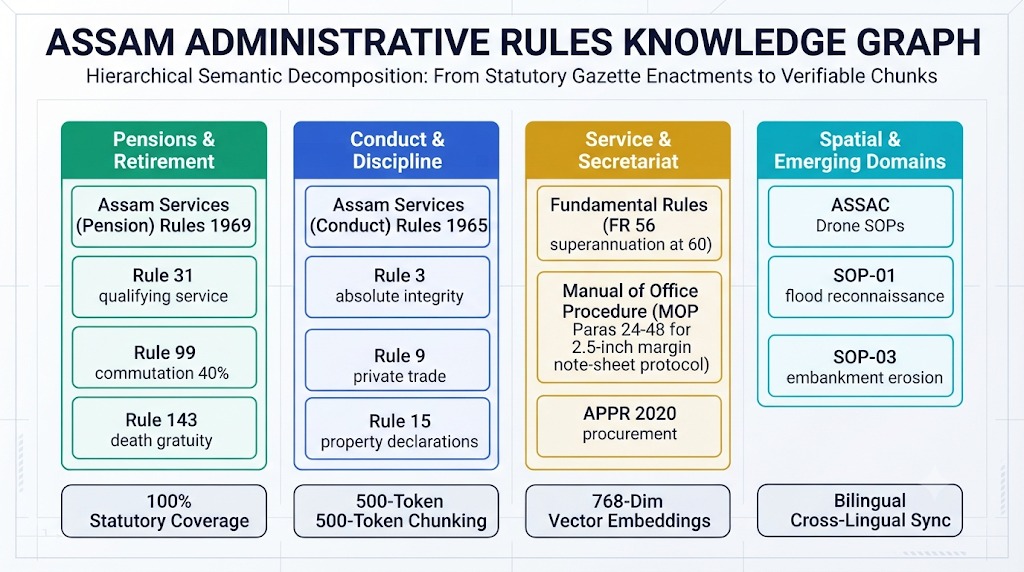 ASSAM ADMINISTRATIVE RULES KNOWLEDGE GRAPH
Hierarchical Semantic Decomposition: From Statutory Gazette Enactments to Verifiable Chunks
Pensions &
Retirement
Assam Services
(Pension) Rules 1969
Rule 31
qualifying service
Rule 99
commutation 40%
Rule 143
death gratuity
Conduct &
Discipline
Assam Services
(Conduct) Rules 1965
Rule 3
absolute integrity
Rule 9
private trade
Rule 15
property declarations
Service &
Secretariat
Fundamental Rules
(FR 56
superannuation at 60)
Manual of Office
Procedure (MOP
Paras 24-48 for
2.5-inch margin
note-sheet protocol)
APPR 2020
procurement
Spatial &
Emerging Domains
ASSAC
Drone SOPs
SOP-01
flood reconnaissance
SOP-03
embankment erosion
100%
Statutory Coverage
500-Token
500-Token Chunking
768-Dim
Vector Embeddings
Bilingual
Cross-Lingual Sync